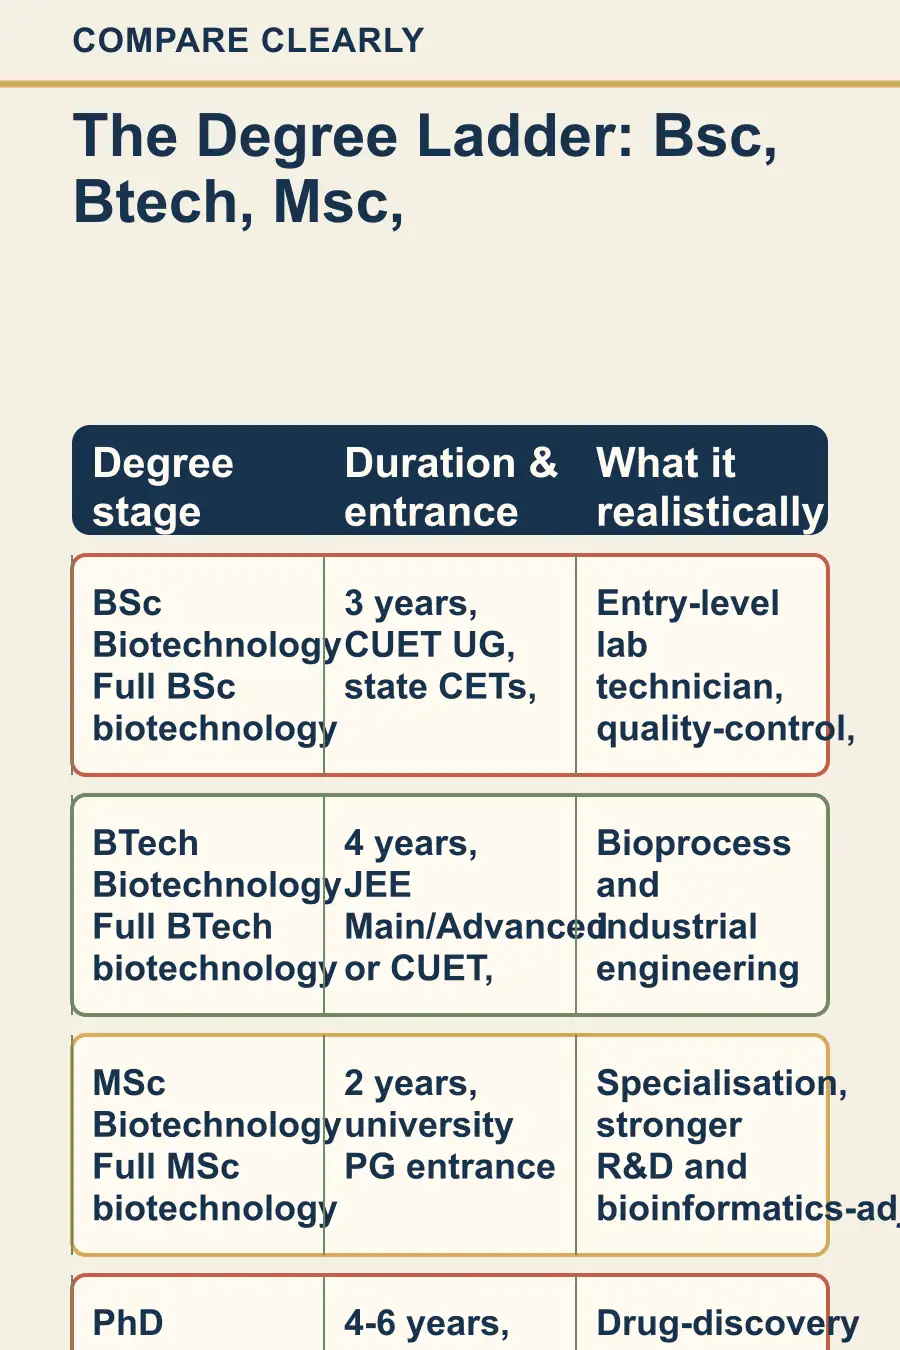 COMPARE CLEARLY
The Degree Ladder: Bsc,
Btech, Msc,
Degree
stage
Duration &
entrance
What it
realistically
BSc
Biotechnology
Full BSc
biotechnology
3 years,
CUET UG,
state CETs,
Entry-level
lab
technician,
quality-control,
BTech
Biotechnology
Full BTech
biotechnology
4 years,
JEE
Main/Advanced
or CUET,
Bioprocess
and
industrial
engineering
MSc
Biotechnology
Full MSc
biotechnology
2 years,
university
PG entrance
Specialisation,
stronger
R&D and
bioinformatics-ad
PhD
4-6 years,
Drug-discovery